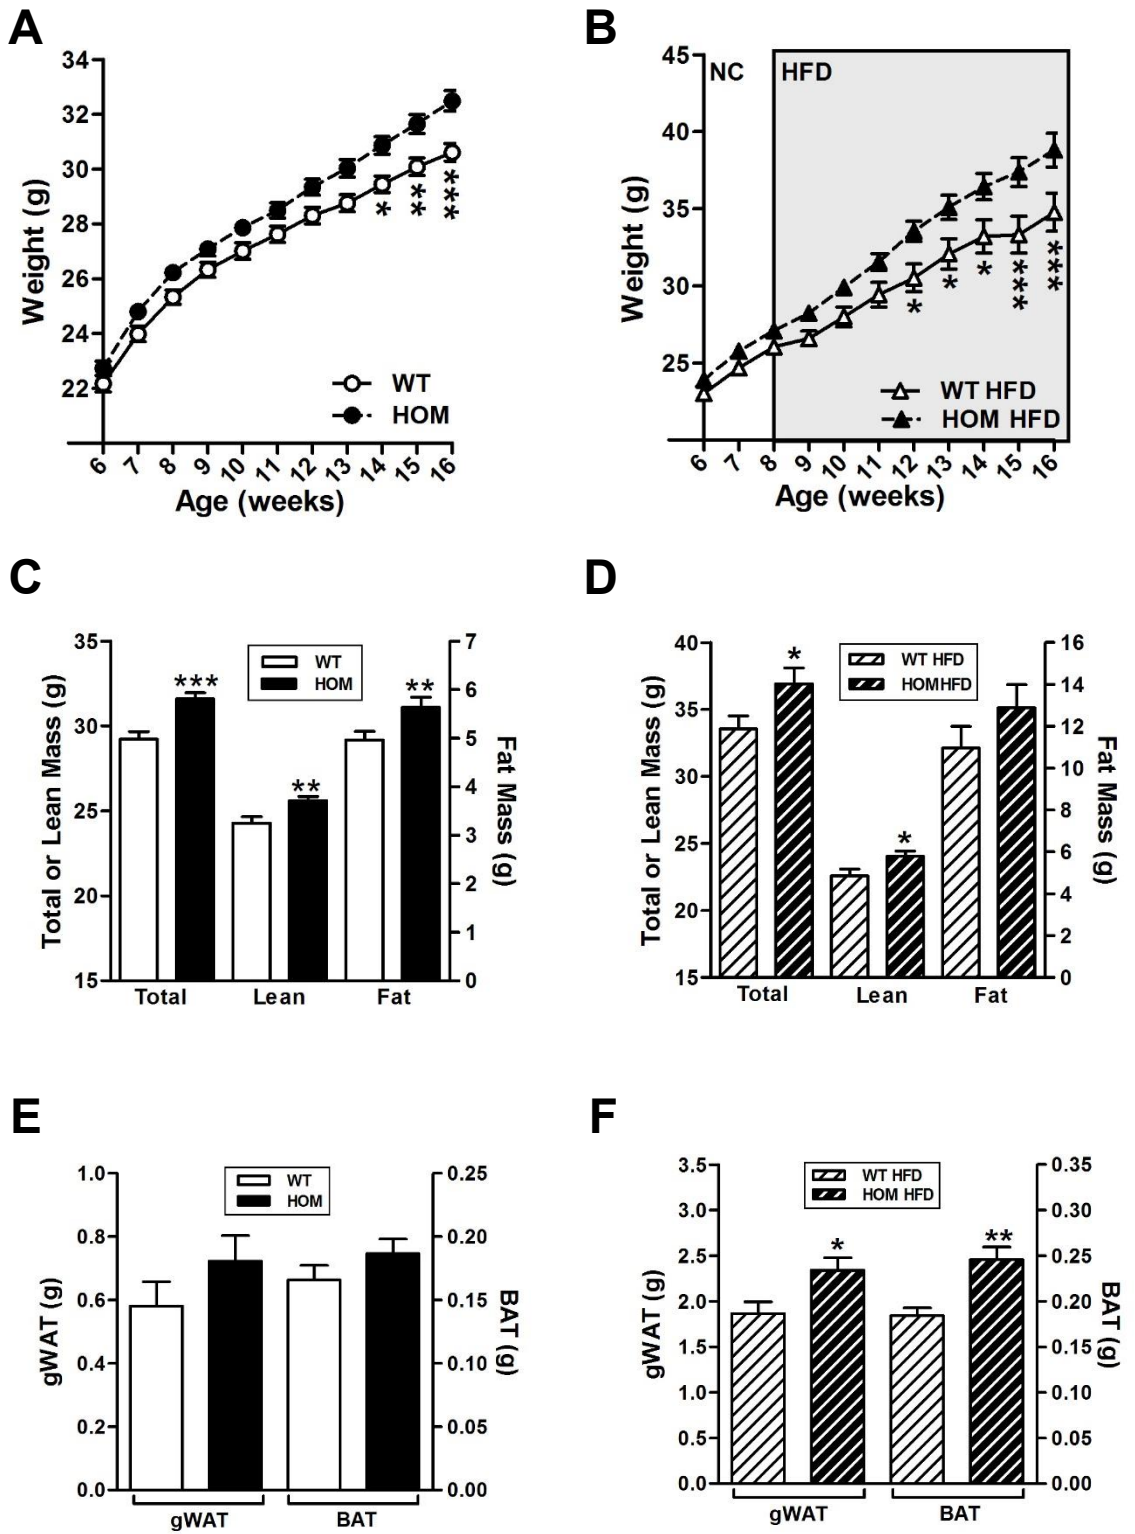 A
34
32
30
28
26
24
22
Weight (g)
*
**
***
WT
HOM
6 7 8 9 10 11 12 13 14 15 16
Age (weeks)
B
45
40
35
30
25
Weight (g)
NC HFD
*
*
*
***
***
WT HFD
HOM HFD
6 7 8 9 10 11 12 13 14 15 16
Age (weeks)
C
35
30
25
20
15
Total or Lean Mass (g)
WT
HOM
***
**
**
7
6
5
4
3
2
1
0
Fat Mass (g)
Total Lean Fat
D
40
35
30
25
20
15
Total or Lean Mass (g)
WT HFD
HOM HFD
*
*
16
14
12
10
8
6
4
2
0
Fat Mass (g)
Total Lean Fat
E
1.0
0.8
0.6
0.4
0.2
0.0
gWAT (g)
WT
HOM
0.25
0.20
0.15
0.10
0.05
0.00
BAT (g)
gWAT BAT
F
3.5
3.0
2.5
2.0
1.5
1.0
0.5
0.0
gWAT (g)
WT HFD
HOM HFD
*
**
0.35
0.30
0.25
0.20
0.15
0.10
0.05
0.00
BAT (g)
gWAT BAT